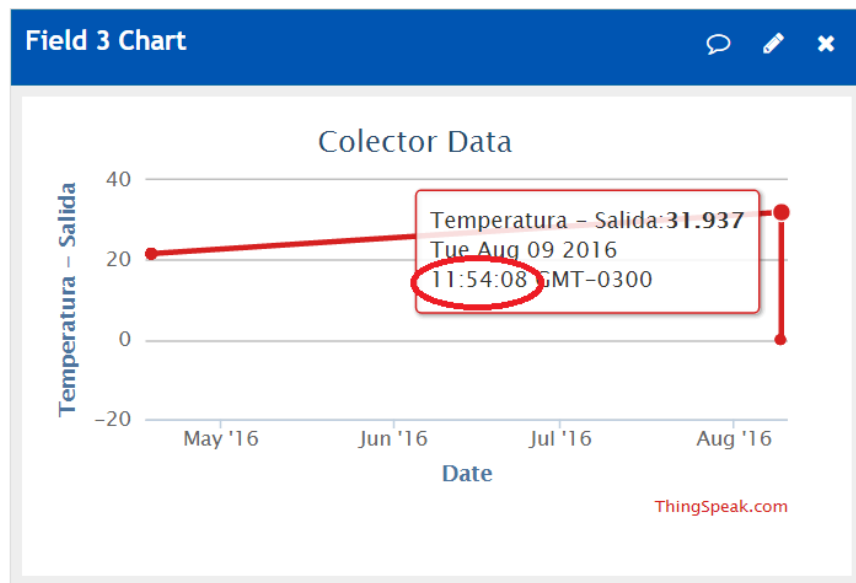 Field 3 Chart
Colector Data
40
20
0
-20
Temperatura - Salida
Temperatura - Salida:31.937
Tue Aug 09 2016
11:54:08 GMT-0300
May '16
Jun '16
Jul '16
Aug '16
Date
ThingSpeak.com